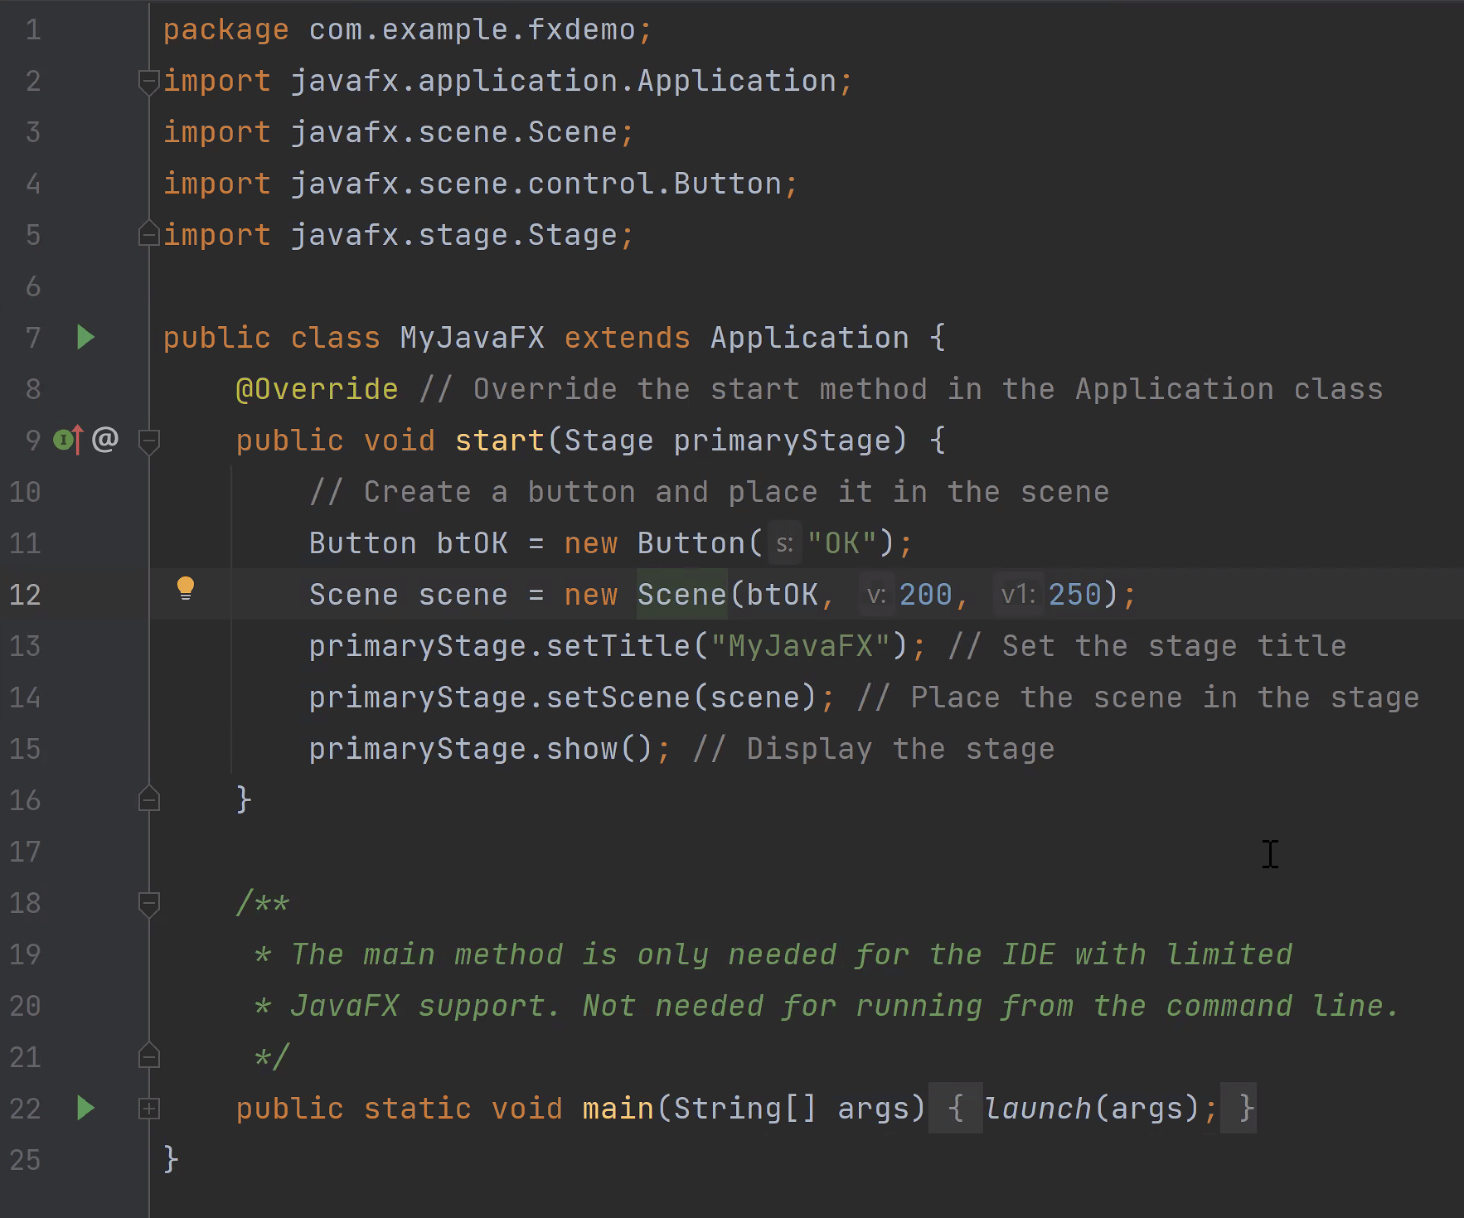 1 package com.example.fxdemo;
2 import javafx.application.Application;
3 import javafx.scene.Scene;
4 import javafx.scene.control.Button;
5 import javafx.stage.Stage;
6
7 public class MyJavaFX extends Application {
8     @Override // Override the start method in the Application class
9 @     public void start(Stage primaryStage) {
10         // Create a button and place it in the scene
11         Button btOK = new Button( s: "OK");
12         Scene scene = new Scene(btOK,  v: 200,  v1: 250);
13         primaryStage.setTitle("MyJavaFX"); // Set the stage title
14         primaryStage.setScene(scene); // Place the scene in the stage
15         primaryStage.show(); // Display the stage
16     }
17
18     /**
19      * The main method is only needed for the IDE with limited
20      * JavaFX support. Not needed for running from the command line.
21      */
22     public static void main(String[] args) { launch(args); }
25 }